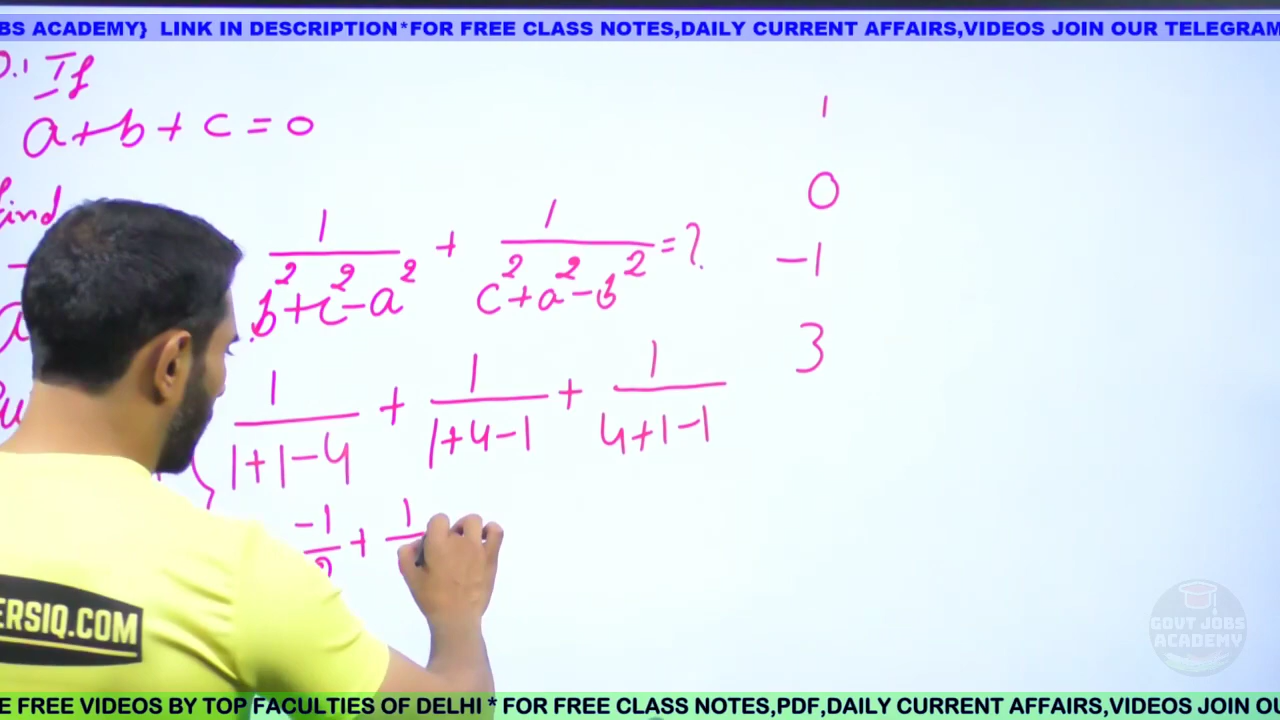 BS ACADEMY} LINK IN DESCRIPTION*FOR FREE CLASS NOTES,DAILY CURRENT AFFAIRS,VIDEOS JOIN OUR TELEGRAM
If
a+b+c=0
find
1/(b²+c²-a²) + 1/(c²+a²-b²) =?
1/(1+1-4) + 1/(1+4-1) + 1/(4+1-1)
-1/2 + 1
1
0
-1
3
ERSIQ.COM
GOVT JOBS
ACADEMY
E FREE VIDEOS BY TOP FACULTIES OF DELHI * FOR FREE CLASS NOTES,PDF,DAILY CURRENT AFFAIRS,VIDEOS JOIN OU